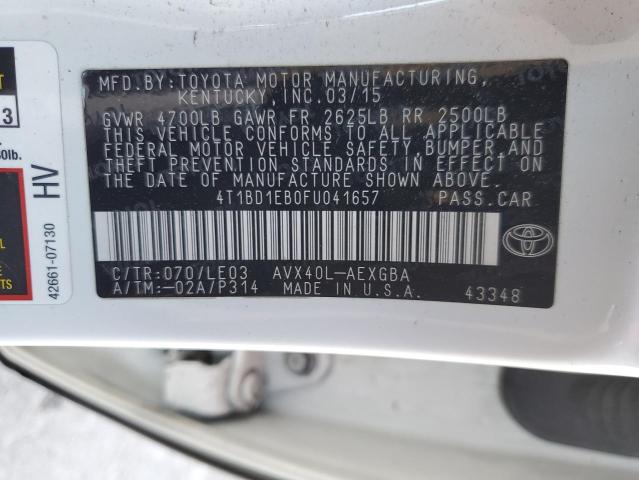 MFD.BY:TOYOTA MOTOR MANUFACTURING,
KENTUCKY, INC.03/15
GVWR 4700LB GAWR FR 2625LB RR 2500LB
THIS VEHICLE CONFORMS TO ALL APPLICABLE
FEDERAL MOTOR VEHICLE SAFETY,BUMPER,AND
THEFT PREVENTION STANDARDS IN EFFECT ON
THE DATE OF MANUFACTURE SHOWN ABOVE.
4T1BD1EB0FU041657 PASS.CAR
C/TR:070/LE03 AVX40L-AEXGBA
A/TM:-02A/P314 MADE IN U.S.A. 43348
HV
42661-07130
3
0lb.